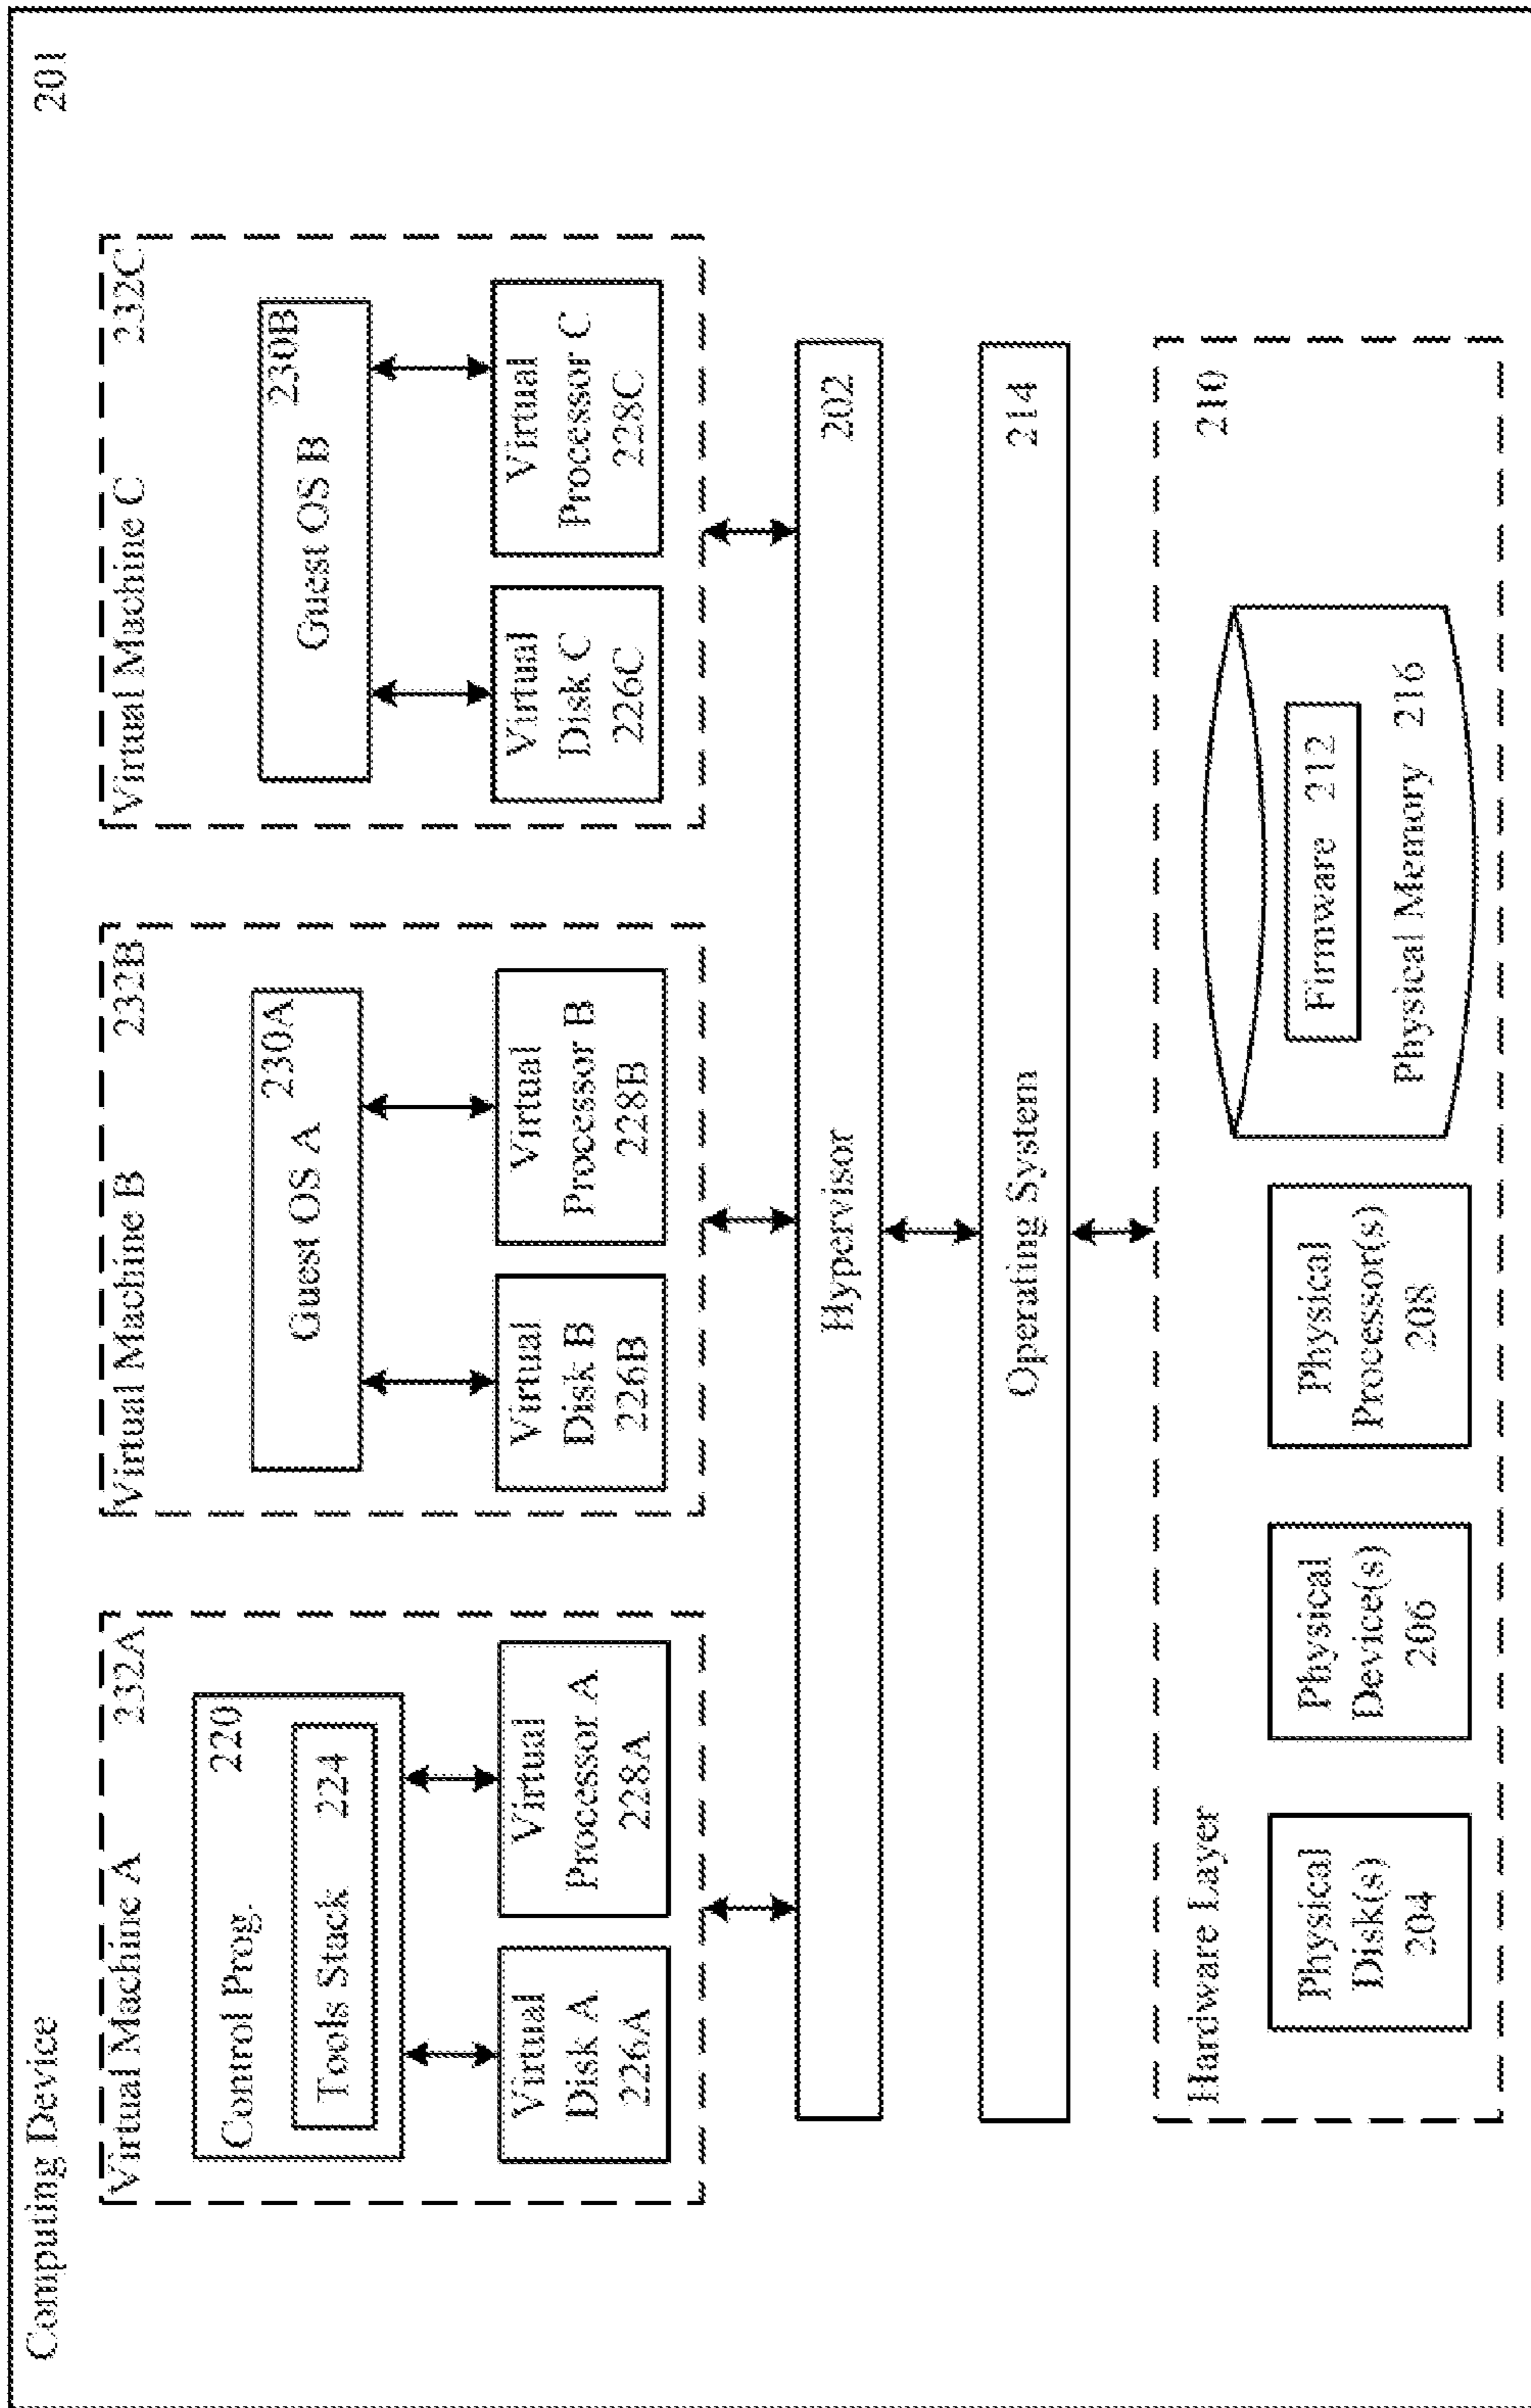 Computing Device
201
Virtual Machine A
232A
Control Prog.
220
Tools Stack 224
Virtual
Disk A
226A
Virtual
Processor A
228A
Virtual Machine B
232B
Guest OS A
230A
Virtual
Disk B
226B
Virtual
Processor B
228B
Virtual Machine C
232C
Guest OS B
230B
Virtual
Disk C
226C
Virtual
Processor C
228C
Hypervisor
202
Operating System
214
Hardware Layer
210
Physical
Disk(s)
204
Physical
Device(s)
206
Physical
Processor(s)
208
Firmware 212
Physical Memory 216